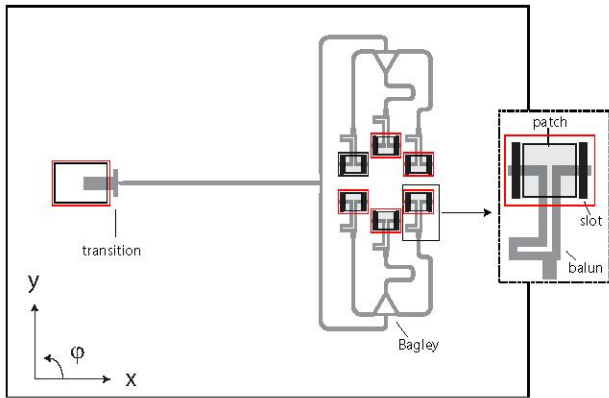 patch
slot
balun
transition
Bagley
y
φ
x